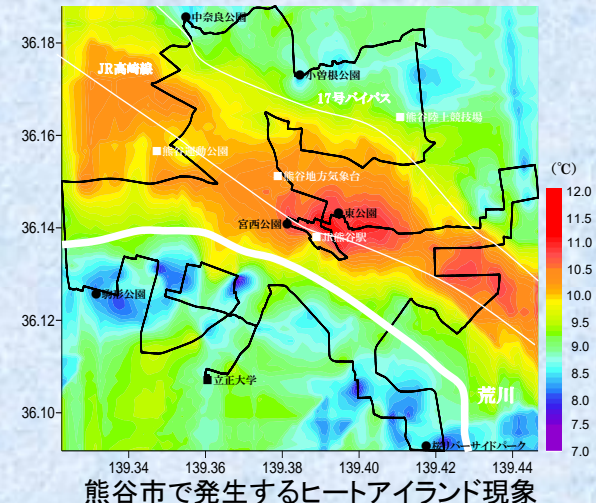 36.18
36.16
36.14
36.12
36.10
139.34
139.36
139.38
139.40
139.42
139.44
中奈良公園
小曽根公園
JR高崎線
17号バイパス
熊谷陸上競技場
熊谷運動公園
熊谷地方気象台
東公園
宮西公園
JR熊谷駅
駒形公園
立正大学
荒川
桜リバーサイドパーク
(℃)
12.0
11.5
11.0
10.5
10.0
9.5
9.0
8.5
8.0
7.5
7.0
熊谷市で発生するヒートアイランド現象